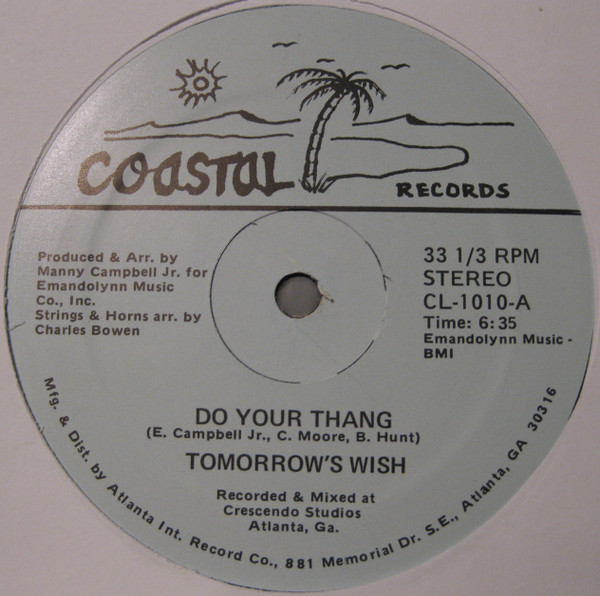 COASTAL
RECORDS
Produced & Arr. by
Manny Campbell Jr. for
Emandolynn Music
Co., Inc.
Strings & Horns arr. by
Charles Bowen
33 1/3 RPM
STEREO
CL-1010-A
Time: 6:35
Emandolynn Music -
BMI
DO YOUR THANG
(E. Campbell Jr., C. Moore, B. Hunt)
TOMORROW'S WISH
Recorded & Mixed at
Crescendo Studios
Atlanta, Ga.
Mfg. & Dist. by Atlanta Int. Record Co., 881 Memorial Dr. S.E., Atlanta, GA 30316